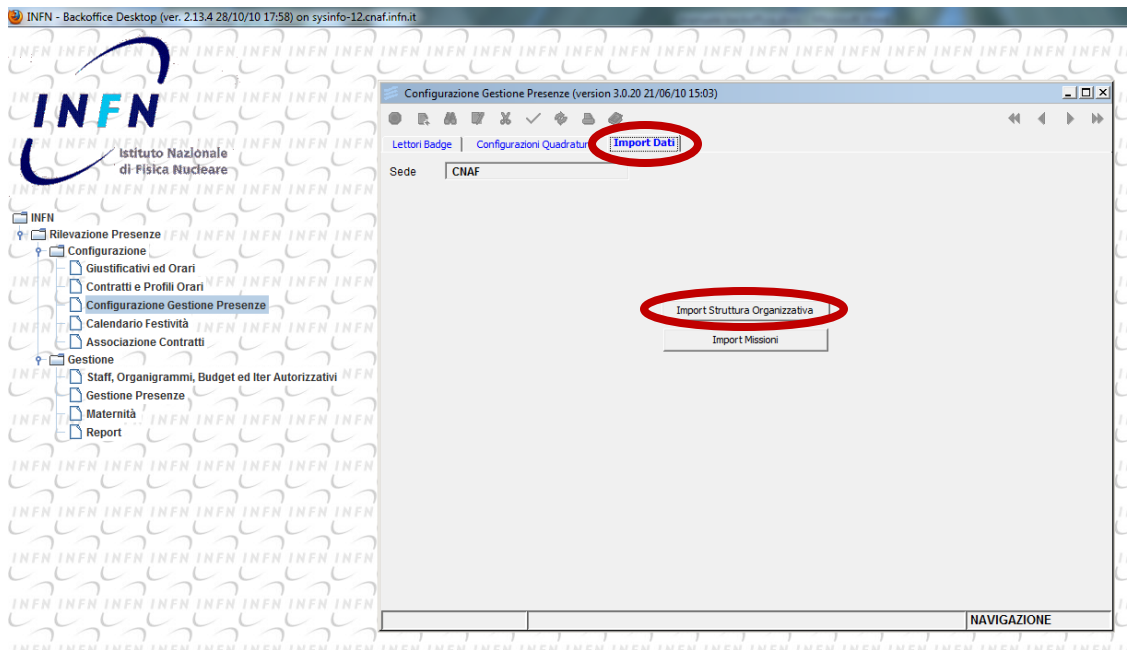 INFN - Backoffice Desktop (ver. 2.13.4 28/10/10 17:58) on sysinfo-12.cnaf.infn.it
INFN
Istituto Nazionale
di Fisica Nucleare
INFN
Rilevazione Presenze
Configurazione
Giustificativi ed Orari
Contratti e Profili Orari
Configurazione Gestione Presenze
Calendario Festività
Associazione Contratti
Gestione
Staff, Organigrammi, Budget ed Iter Autorizzativi
Gestione Presenze
Maternità
Report
Configurazione Gestione Presenze (version 3.0.20 21/06/10 15:03)
Lettori Badge Configurazioni Quadratur Import Dati
Sede CNAF
Import Struttura Organizzativa
Import Missioni
NAVIGAZIONE